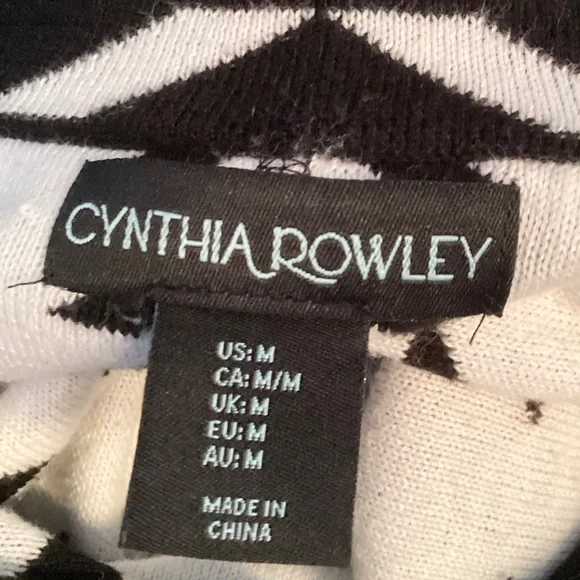 CYNTHIA ROWLEY
US: M
CA: M/M
UK: M
EU: M
AU: M
MADE IN
CHINA